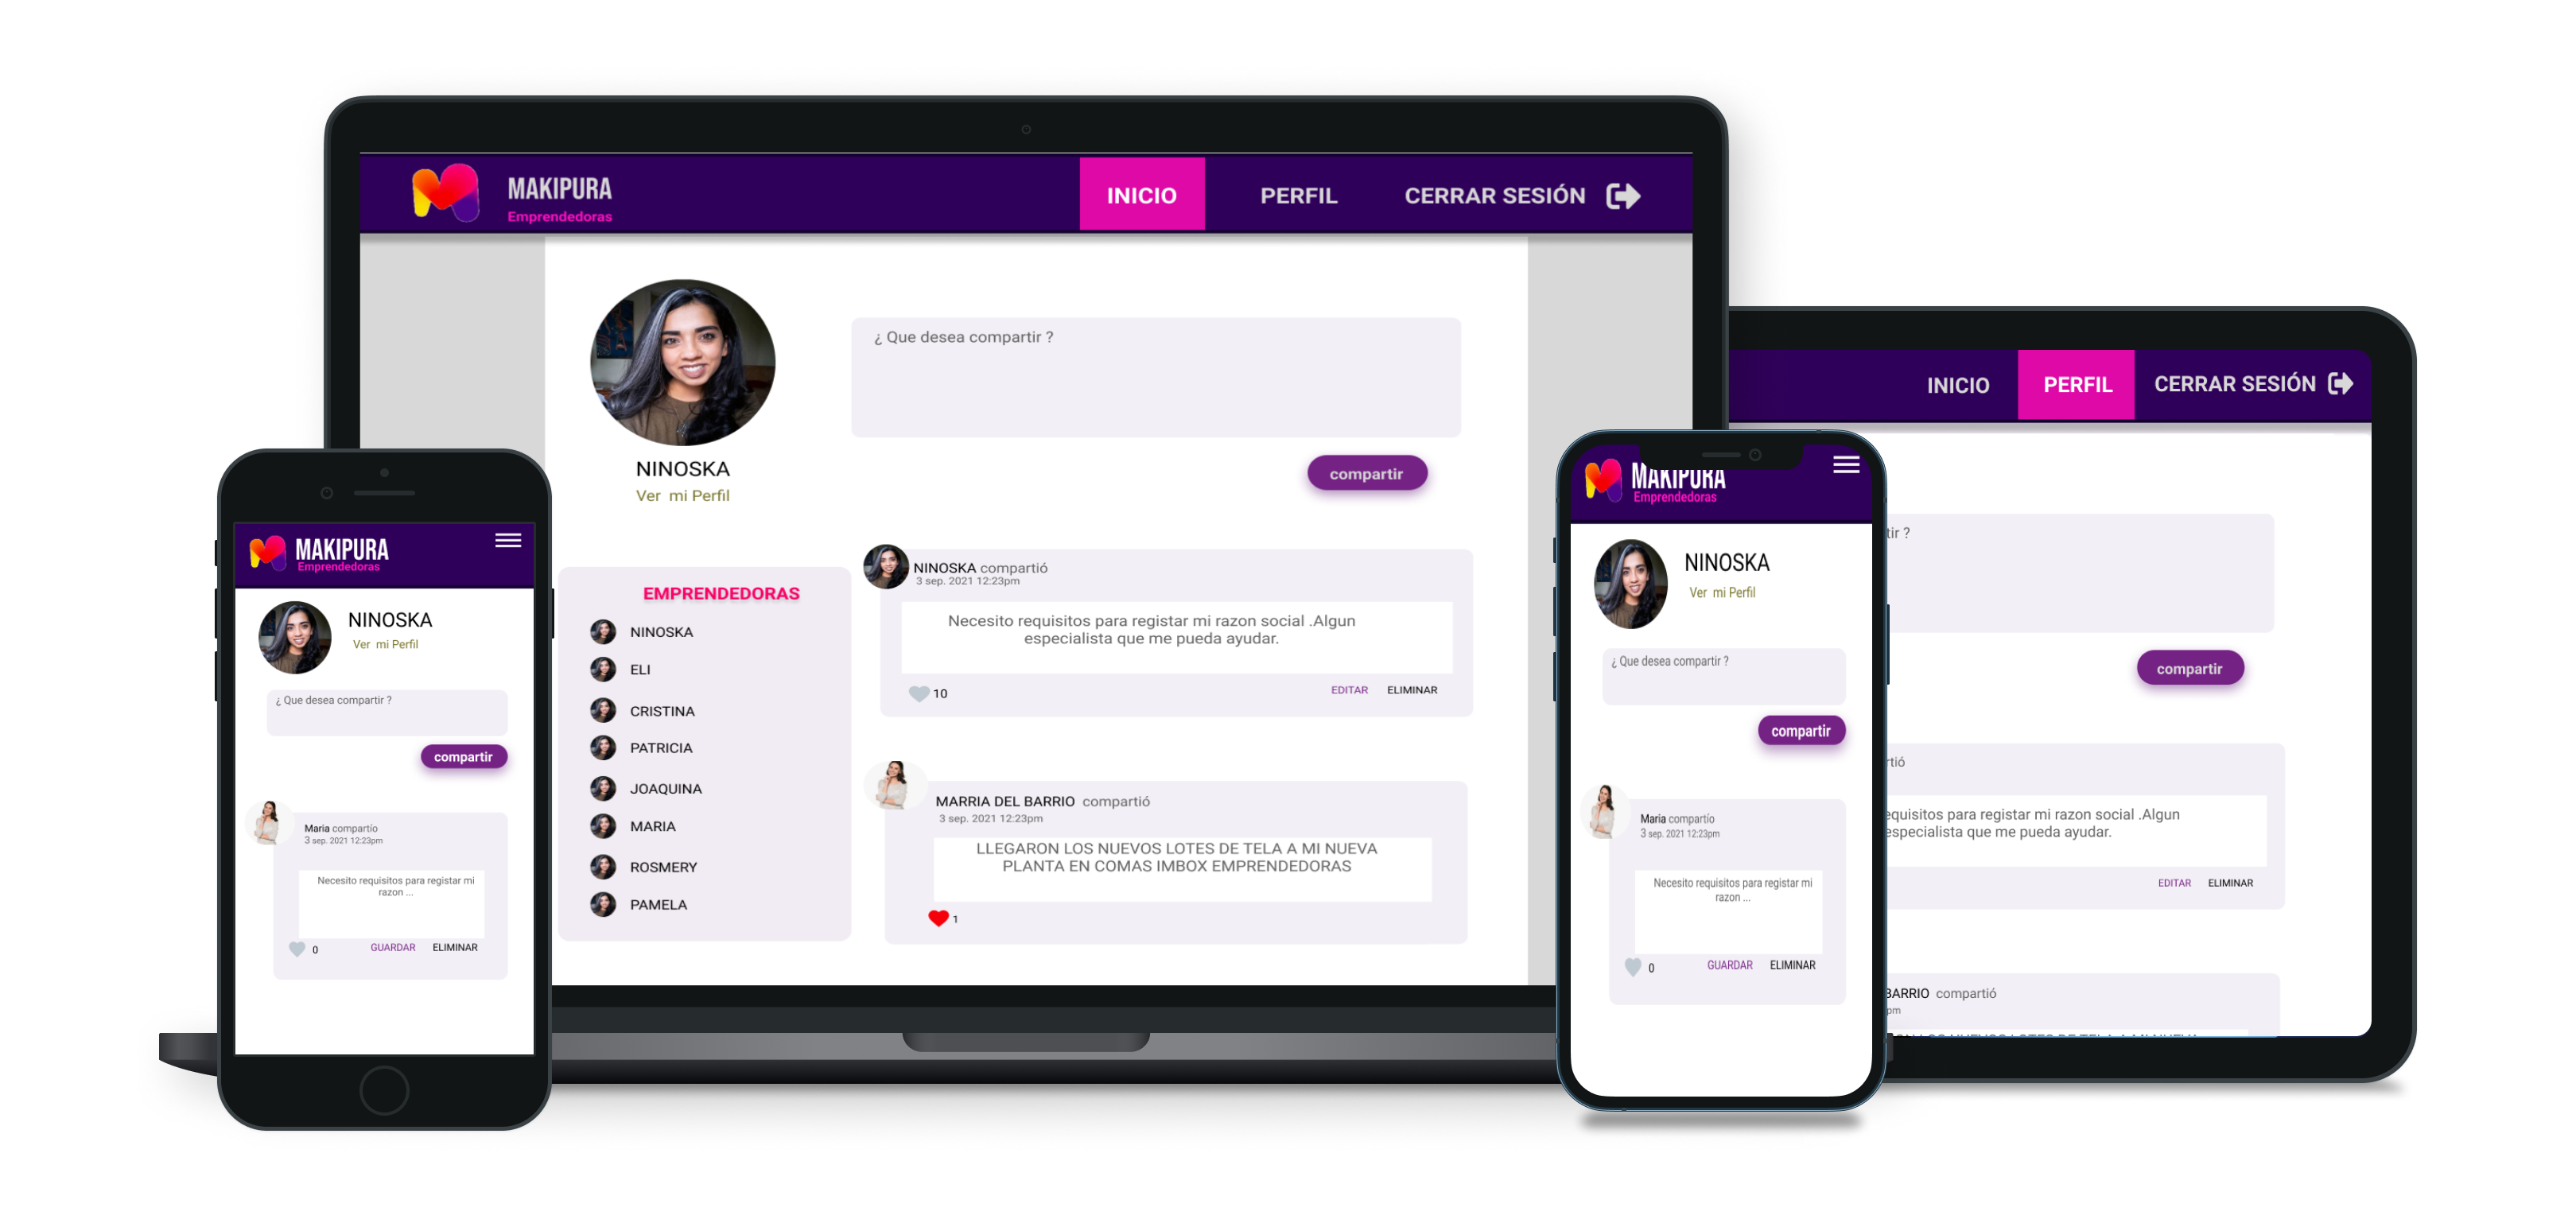 MAKIPURA
Emprendedoras
INICIO
PERFIL
CERRAR SESIÓN
NINOSKA
Ver mi Perfil
¿ Que desea compartir ?
compartir
EMPRENDEDORAS
NINOSKA
ELI
CRISTINA
PATRICIA
JOAQUINA
MARIA
ROSMERY
PAMELA
NINOSKA compartió
3 sep. 2021 12:23pm
Necesito requisitos para registar mi razon social .Algun
especialista que me pueda ayudar.
10
EDITAR ELIMINAR
MARRIA DEL BARRIO compartió
3 sep. 2021 12:23pm
LLEGARON LOS NUEVOS LOTES DE TELA A MI NUEVA
PLANTA EN COMAS IMBOX EMPRENDEDORAS
1
MAKIPURA
Emprendedoras
NINOSKA
Ver mi Perfil
¿ Que desea compartir ?
compartir
Maria compartío
3 sep. 2021 12:23pm
Necesito requisitos para registar mi
razon ...
0
GUARDAR ELIMINAR
MAKIPURA
Emprendedoras
NINOSKA
Ver mi Perfil
¿ Que desea compartir ?
compartir
Maria compartío
3 sep. 2021 12:23pm
Necesito requisitos para registar mi
razon ...
0
GUARDAR ELIMINAR
INICIO
PERFIL
CERRAR SESIÓN
tir ?
compartir
rtió
equisitos para registar mi razon social .Algun
especialista que me pueda ayudar.
EDITAR ELIMINAR
BARRIO compartió
pm